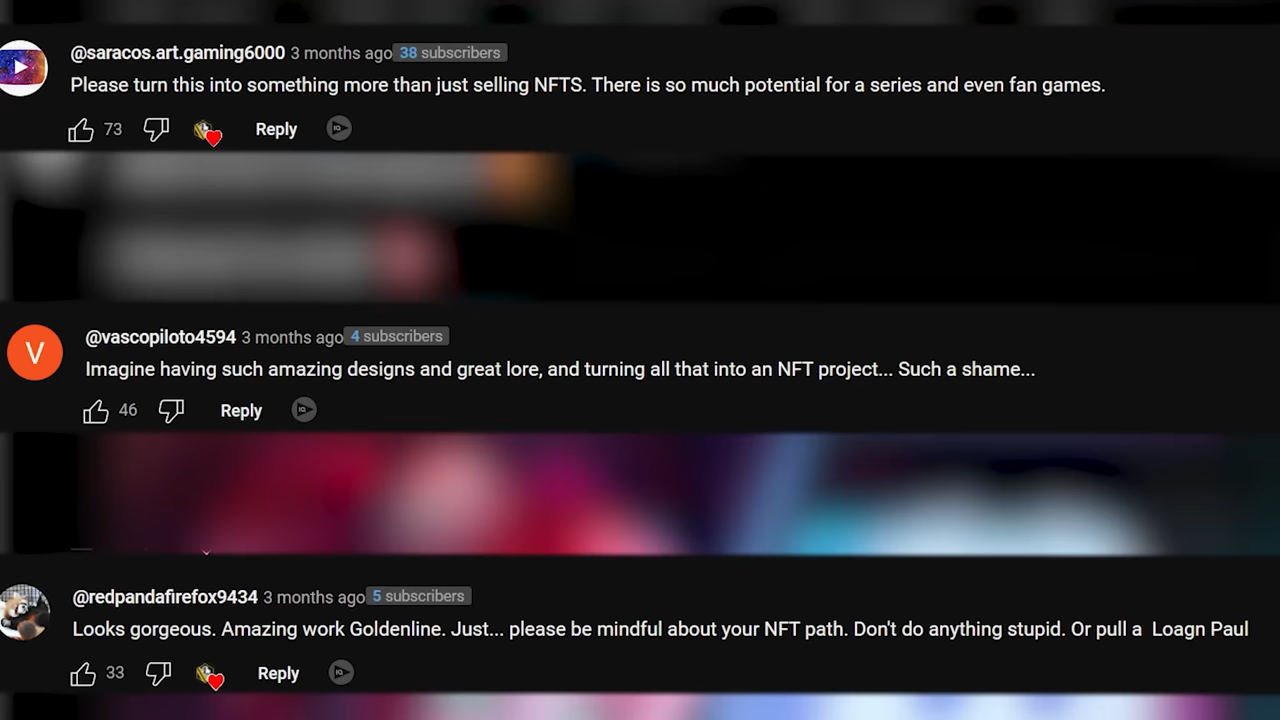 @saracos.art.gaming6000 3 months ago 38 subscribers
Please turn this into something more than just selling NFTS. There is so much potential for a series and even fan games.
73 Reply IQ
@vascopiloto4594 3 months ago 4 subscribers
V
Imagine having such amazing designs and great lore, and turning all that into an NFT project... Such a shame...
46 Reply IQ
@redpandafirefox9434 3 months ago 5 subscribers
Looks gorgeous. Amazing work Goldenline. Just... please be mindful about your NFT path. Don't do anything stupid. Or pull a Loagn Paul
33 Reply IQ